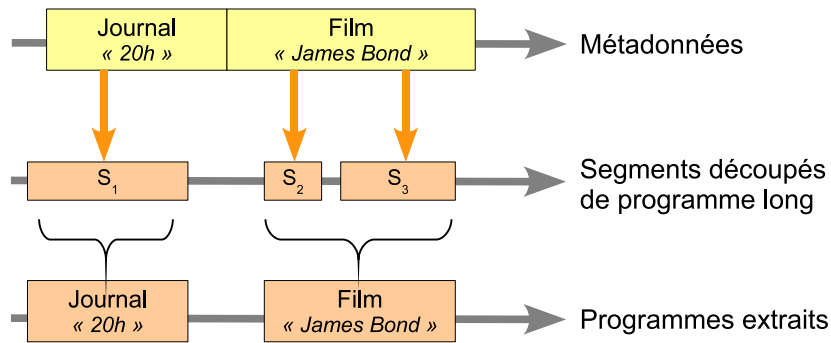 Journal
« 20h »
Film
« James Bond »
Métadonnées
S1
S2
S3
Segments découpés
de programme long
Journal
« 20h »
Film
« James Bond »
Programmes extraits